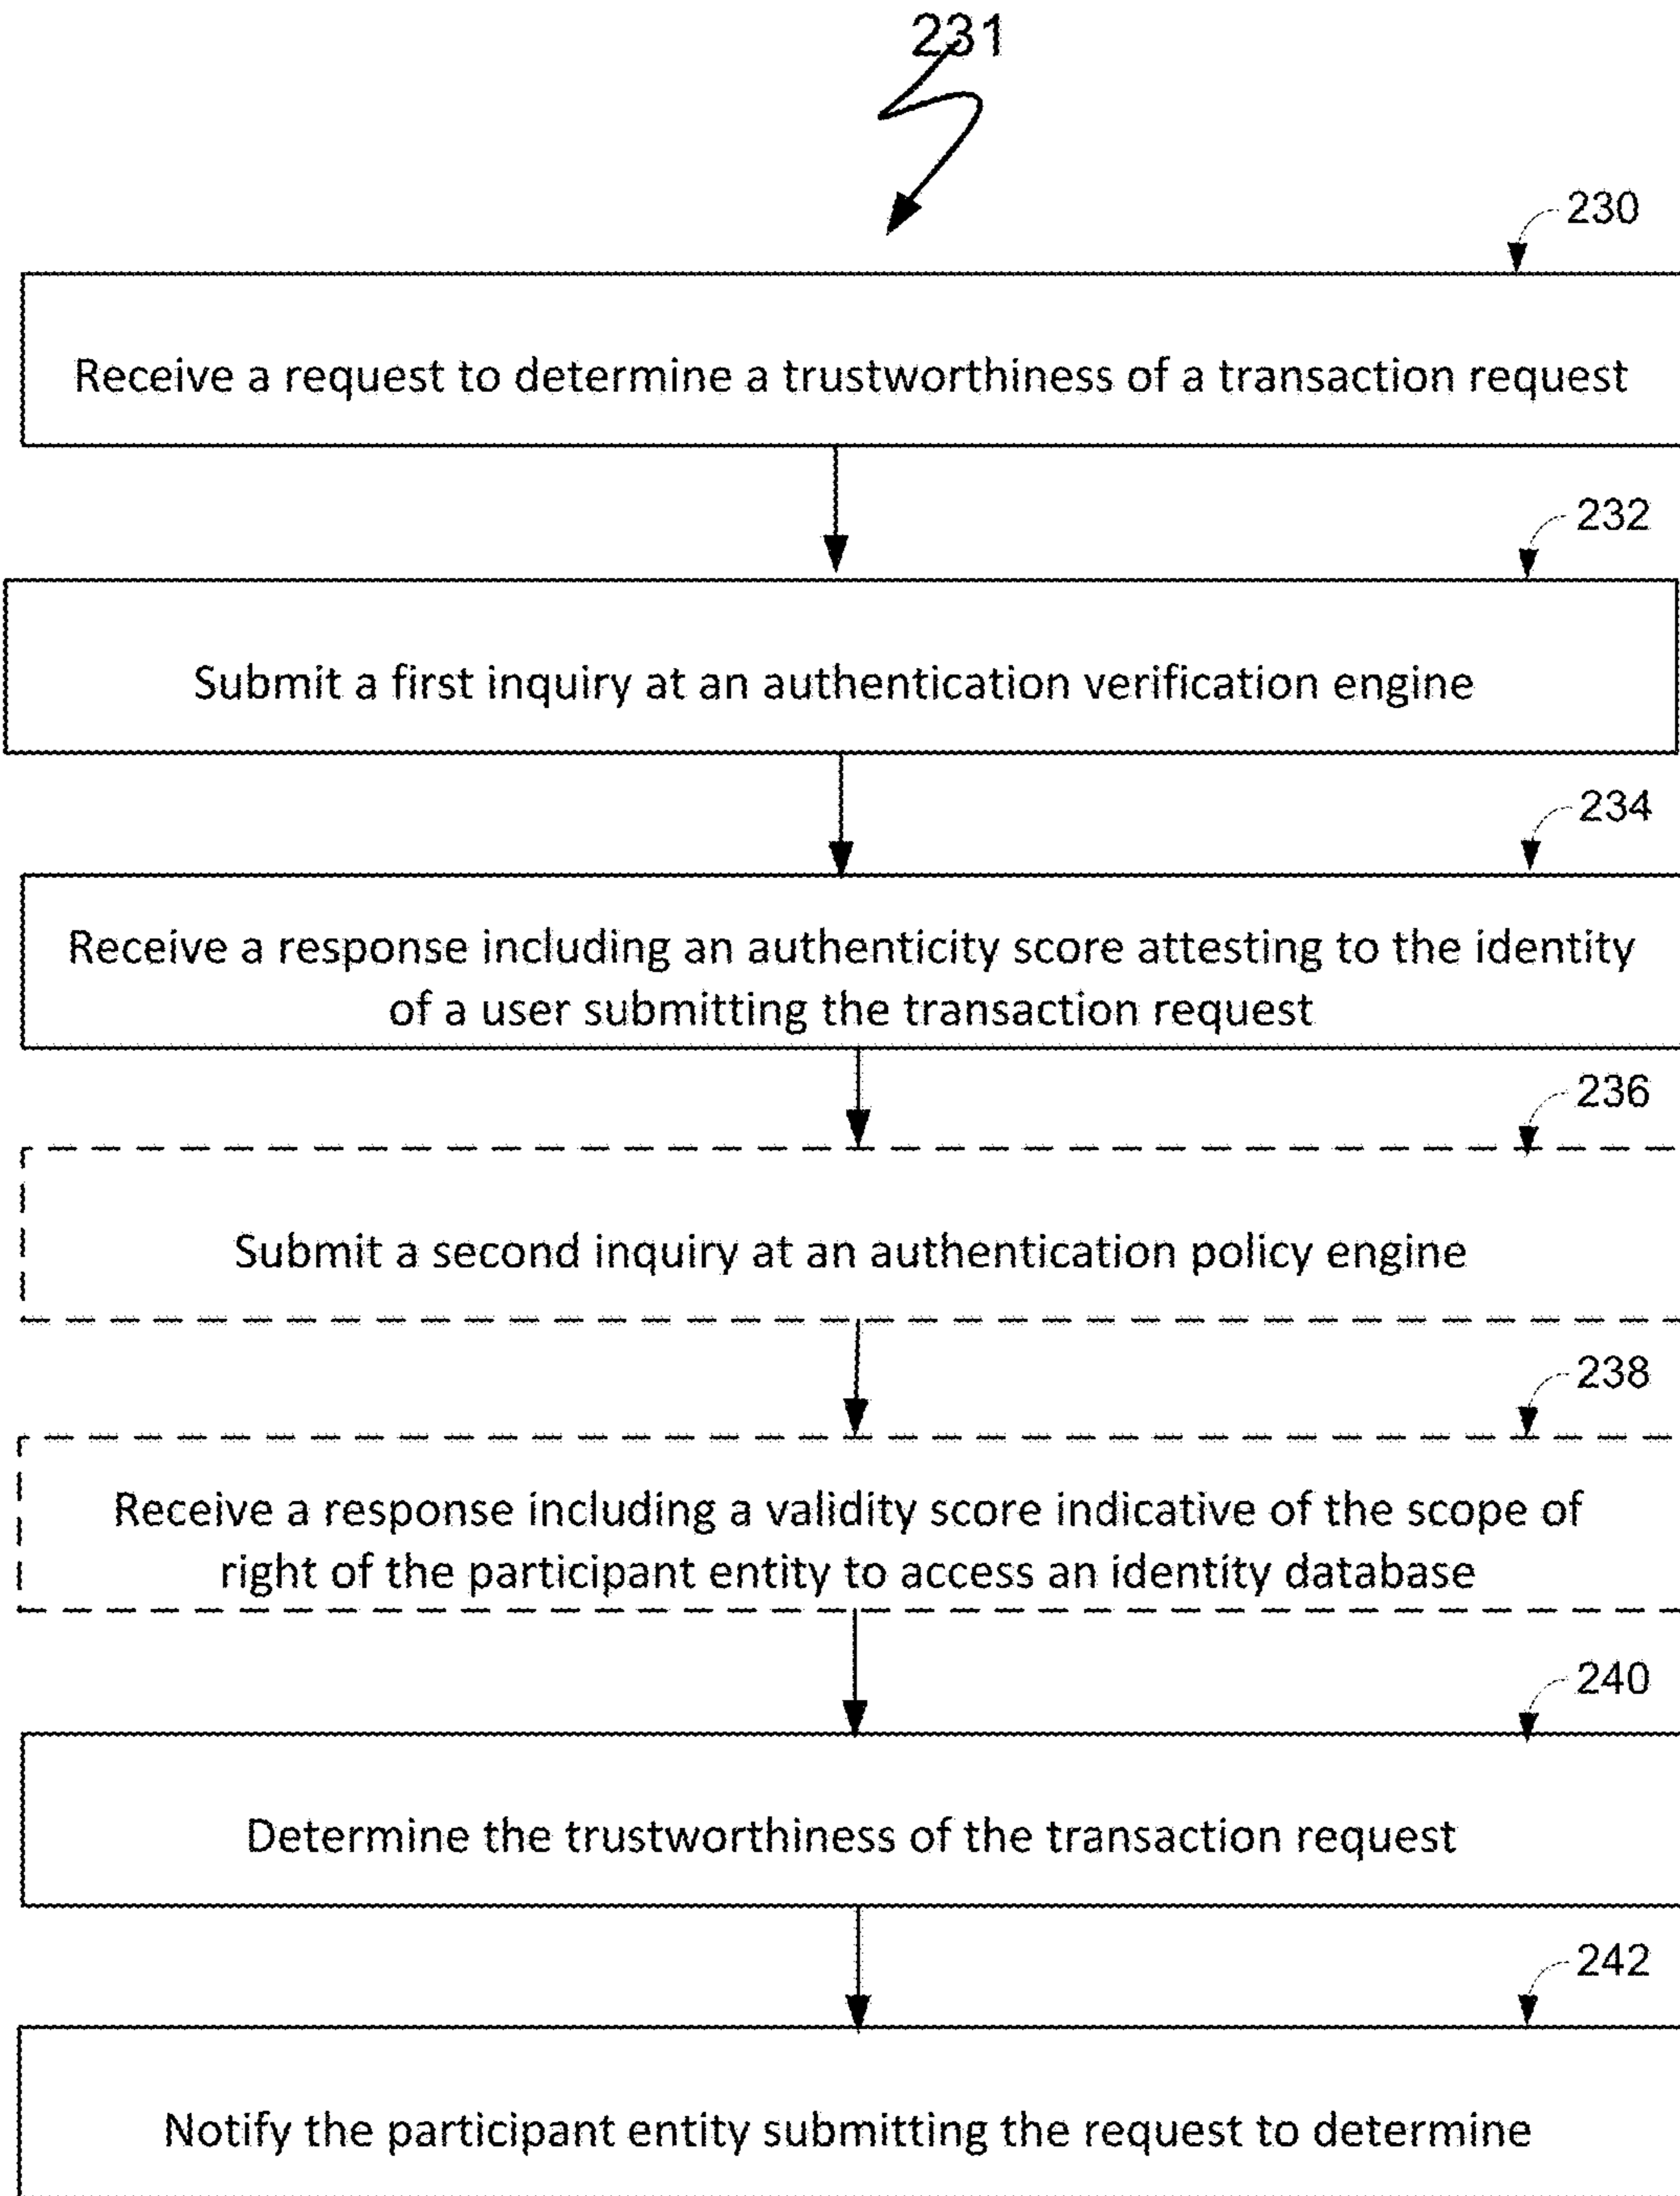 231
230
Receive a request to determine a trustworthiness of a transaction request
232
Submit a first inquiry at an authentication verification engine
234
Receive a response including an authenticity score attesting to the identity
of a user submitting the transaction request
236
Submit a second inquiry at an authentication policy engine
238
Receive a response including a validity score indicative of the scope of
right of the participant entity to access an identity database
240
Determine the trustworthiness of the transaction request
242
Notify the participant entity submitting the request to determine